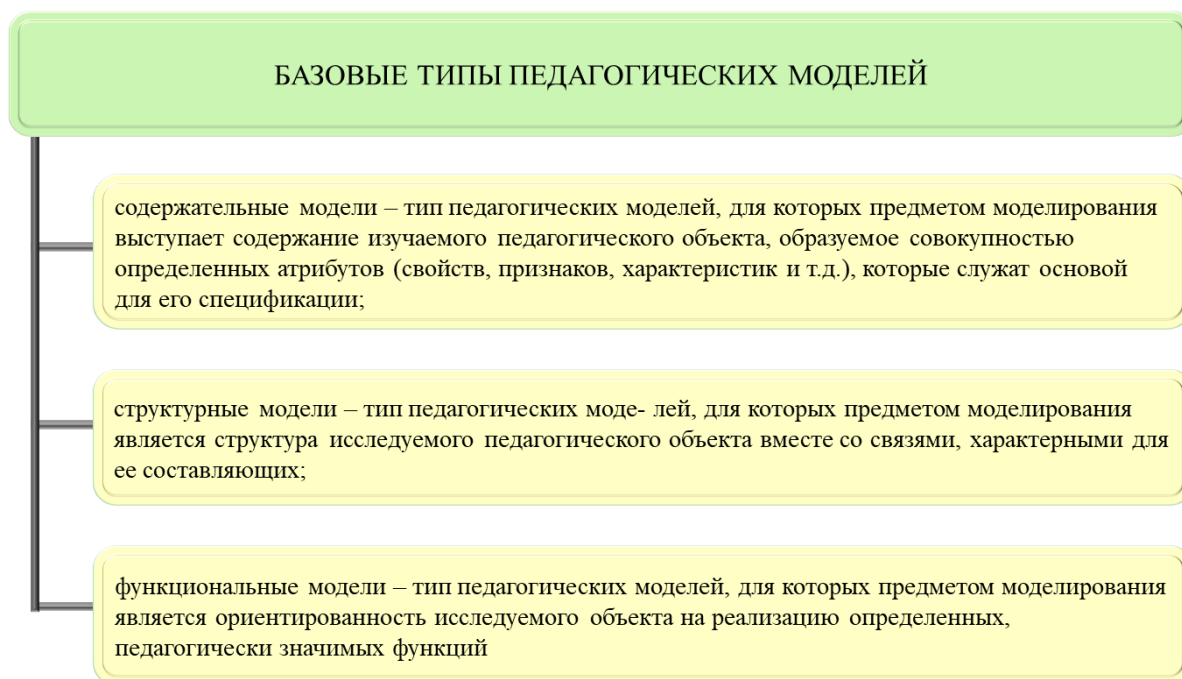 БАЗОВЫЕ ТИПЫ ПЕДАГОГИЧЕСКИХ МОДЕЛЕЙ
содержательные модели – тип педагогических моделей, для которых предметом моделирования
выступает содержание изучаемого педагогического объекта, образуемое совокупностью
определенных атрибутов (свойств, признаков, характеристик и т.д.), которые служат основой
для его спецификации;
структурные модели – тип педагогических моде- лей, для которых предметом моделирования
является структура исследуемого педагогического объекта вместе со связями, характерными для
ее составляющих;
функциональные модели – тип педагогических моделей, для которых предметом моделирования
является ориентированность исследуемого объекта на реализацию определенных,
педагогически значимых функций